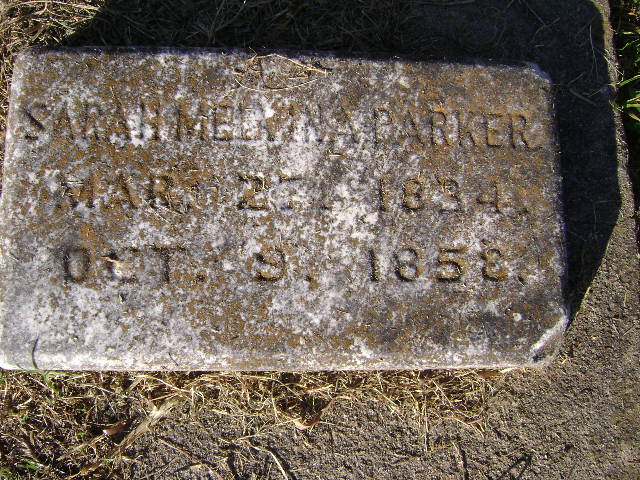 SARAH MELVINA PARKER.
MAR. 27. 1834.
OCT. 9. 1858.